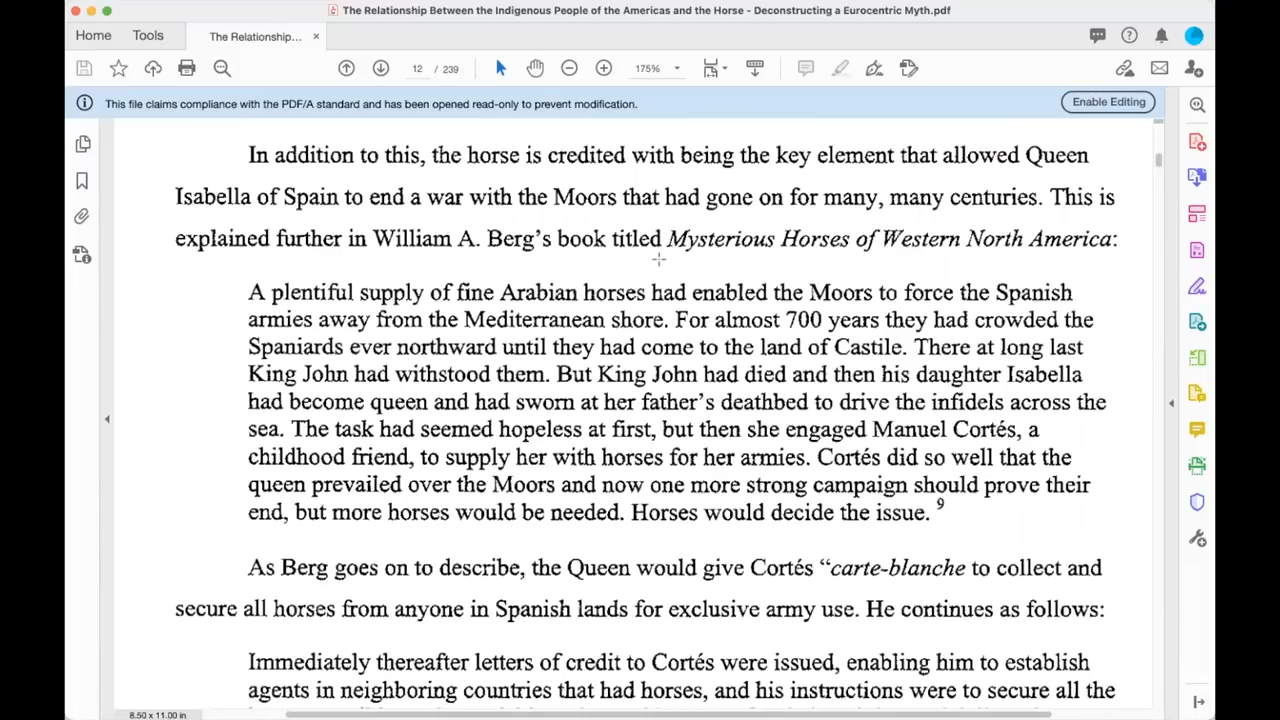 The Relationship Between the Indigenous People of the Americas and the Horse - Deconstructing a Eurocentric Myth.pdf
Home Tools The Relationship... ×
12 / 239 175%
This file claims compliance with the PDF/A standard and has been opened read-only to prevent modification. Enable Editing
In addition to this, the horse is credited with being the key element that allowed Queen
Isabella of Spain to end a war with the Moors that had gone on for many, many centuries. This is
explained further in William A. Berg’s book titled Mysterious Horses of Western North America:
A plentiful supply of fine Arabian horses had enabled the Moors to force the Spanish
armies away from the Mediterranean shore. For almost 700 years they had crowded the
Spaniards ever northward until they had come to the land of Castile. There at long last
King John had withstood them. But King John had died and then his daughter Isabella
had become queen and had sworn at her father’s deathbed to drive the infidels across the
sea. The task had seemed hopeless at first, but then she engaged Manuel Cortés, a
childhood friend, to supply her with horses for her armies. Cortés did so well that the
queen prevailed over the Moors and now one more strong campaign should prove their
end, but more horses would be needed. Horses would decide the issue. 9
As Berg goes on to describe, the Queen would give Cortés “carte-blanche to collect and
secure all horses from anyone in Spanish lands for exclusive army use. He continues as follows:
Immediately thereafter letters of credit to Cortés were issued, enabling him to establish
agents in neighboring countries that had horses, and his instructions were to secure all the
8.50 x 11.00 in